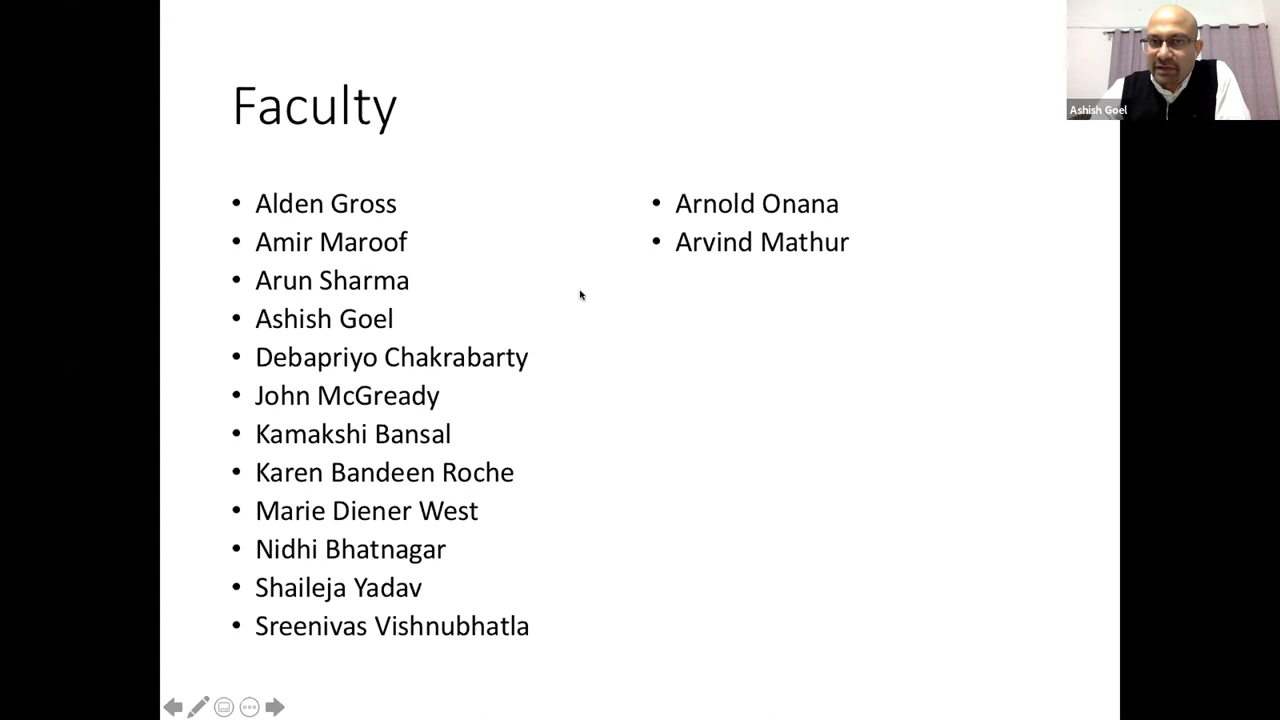 Faculty
• Alden Gross
• Amir Maroof
• Arun Sharma
• Ashish Goel
• Debapriyo Chakrabarty
• John McGready
• Kamakshi Bansal
• Karen Bandeen Roche
• Marie Diener West
• Nidhi Bhatnagar
• Shaileja Yadav
• Sreenivas Vishnubhatla
• Arnold Onana
• Arvind Mathur
Ashish Goel